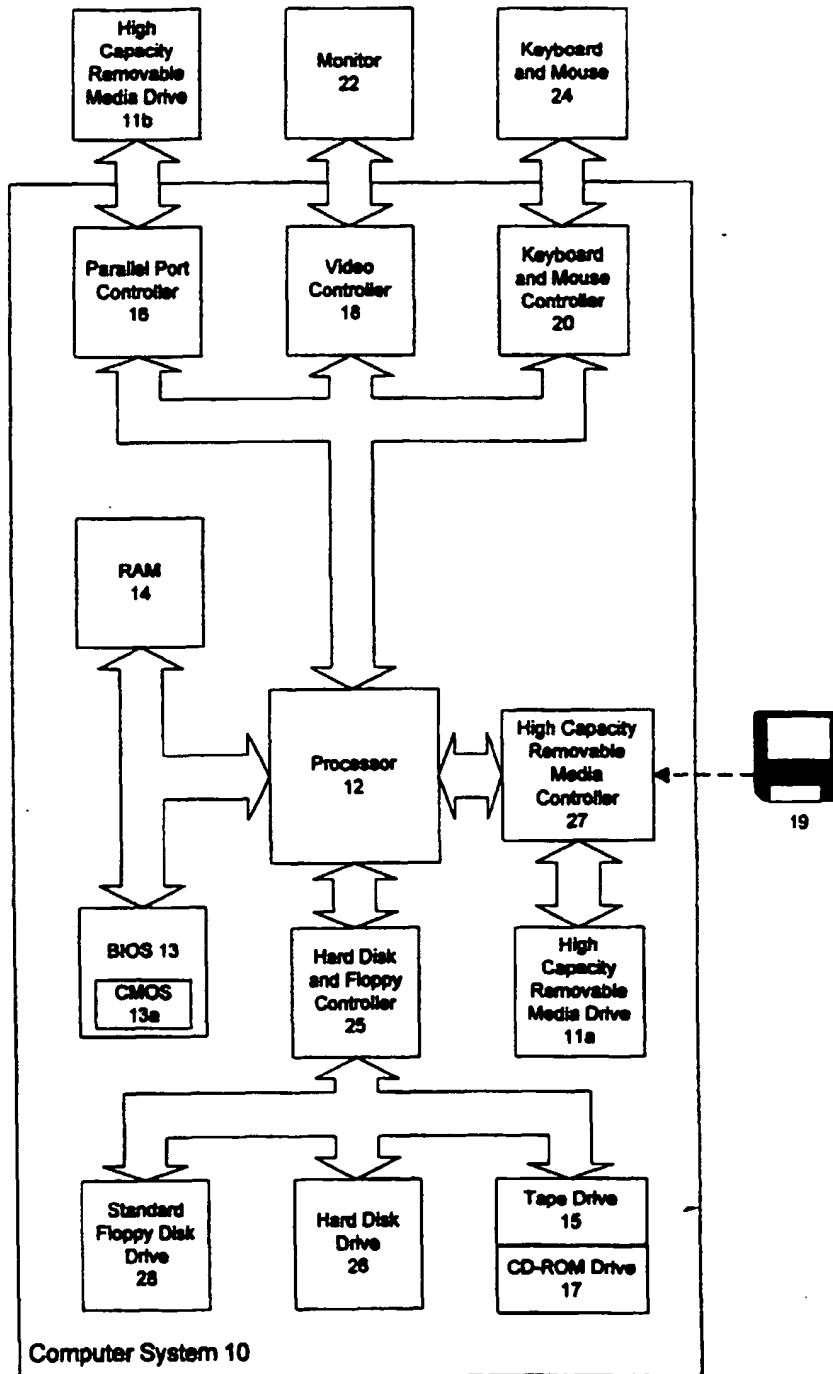 High
Capacity
Removable
Media Drive
11b
Monitor
22
Keyboard
and Mouse
24
Parallel Port
Controller
16
Video
Controller
18
Keyboard
and Mouse
Controller
20
RAM
14
Processor
12
High Capacity
Removable
Media
Controller
27
19
BIOS 13
CMOS
13a
Hard Disk
and Floppy
Controller
25
High
Capacity
Removable
Media Drive
11a
Standard
Floppy Disk
Drive
28
Hard Disk
Drive
26
Tape Drive
15
CD-ROM Drive
17
Computer System 10